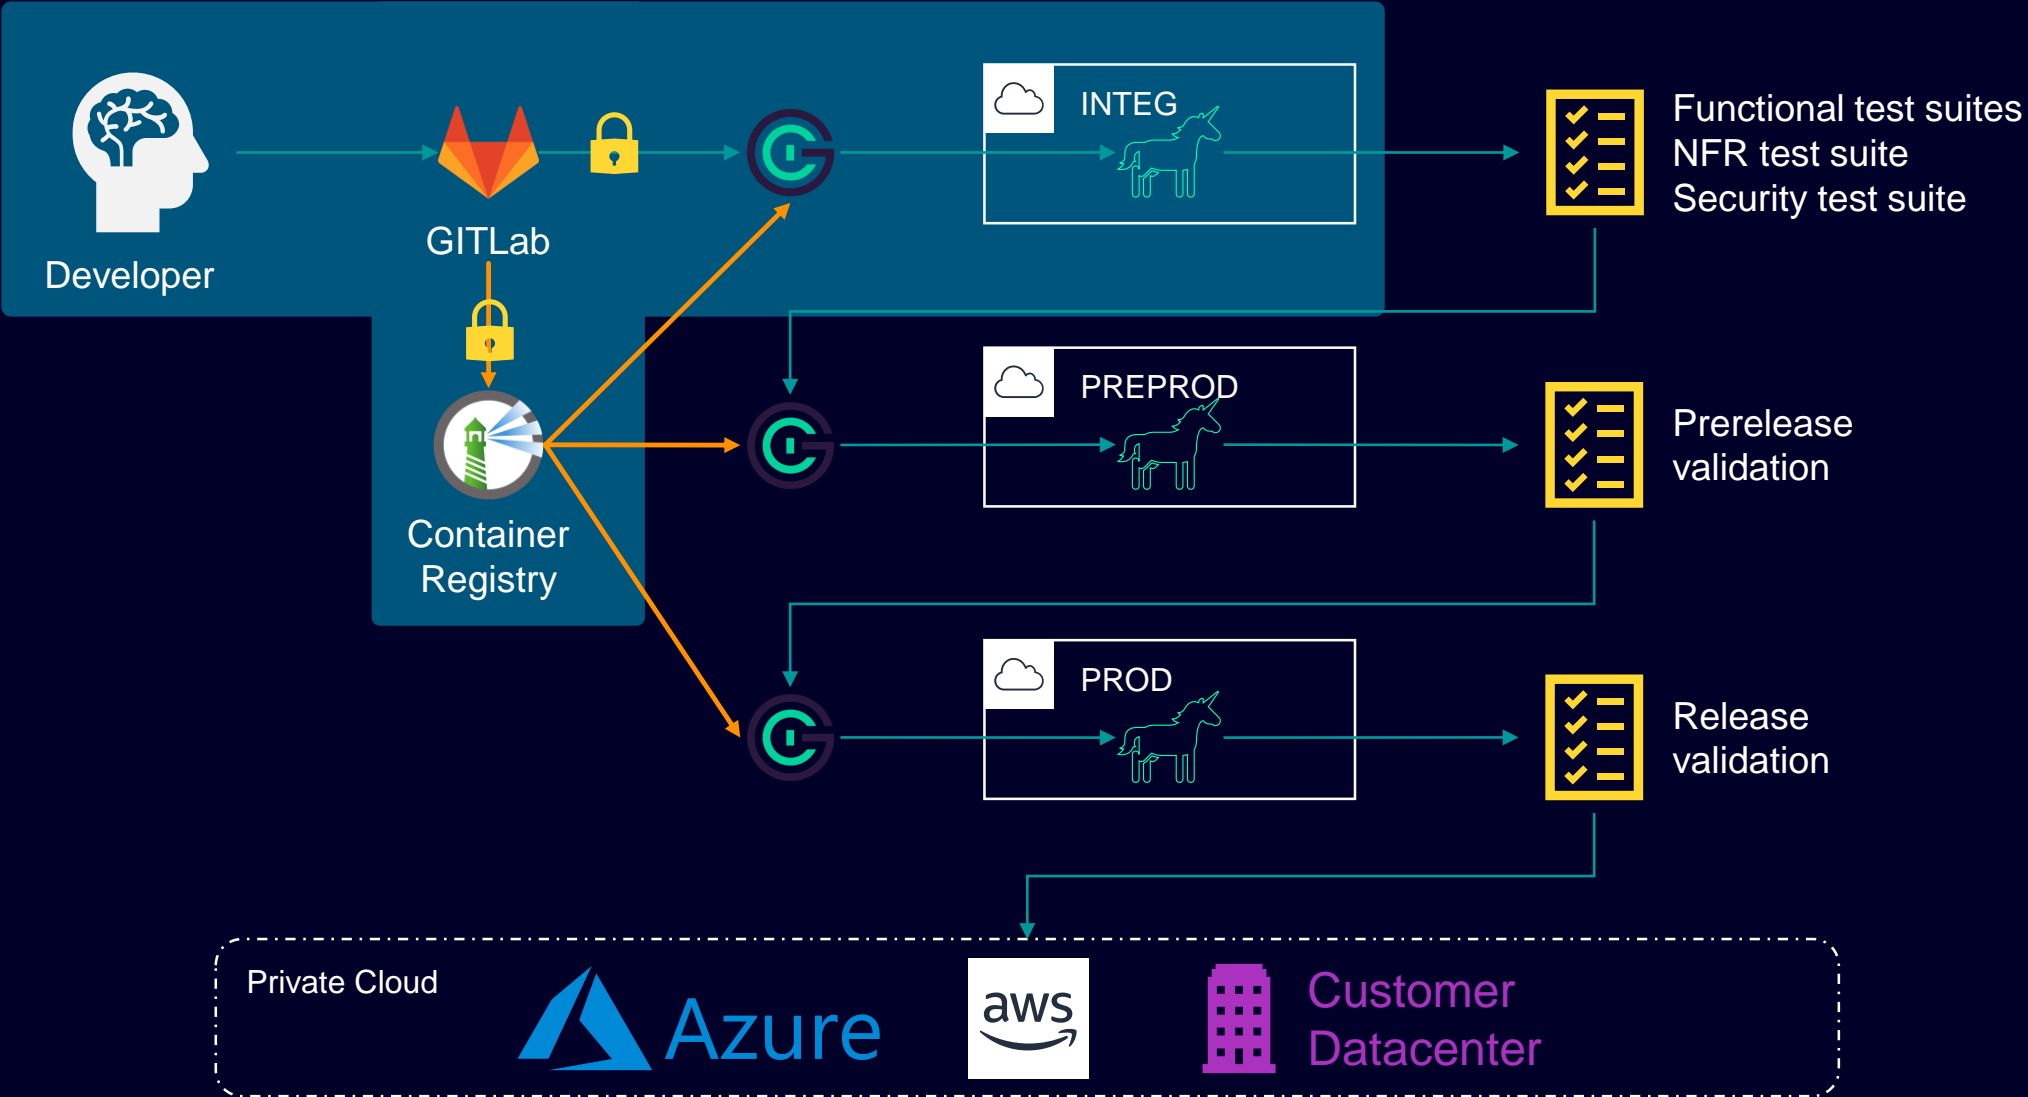 INTEG
Functional test suites
NFR test suite
Security test suite
GITLab
Developer
PREPROD
Prerelease
validation
Container
Registry
PROD
Release
validation
Private Cloud
Azure
aws
Customer
Datacenter